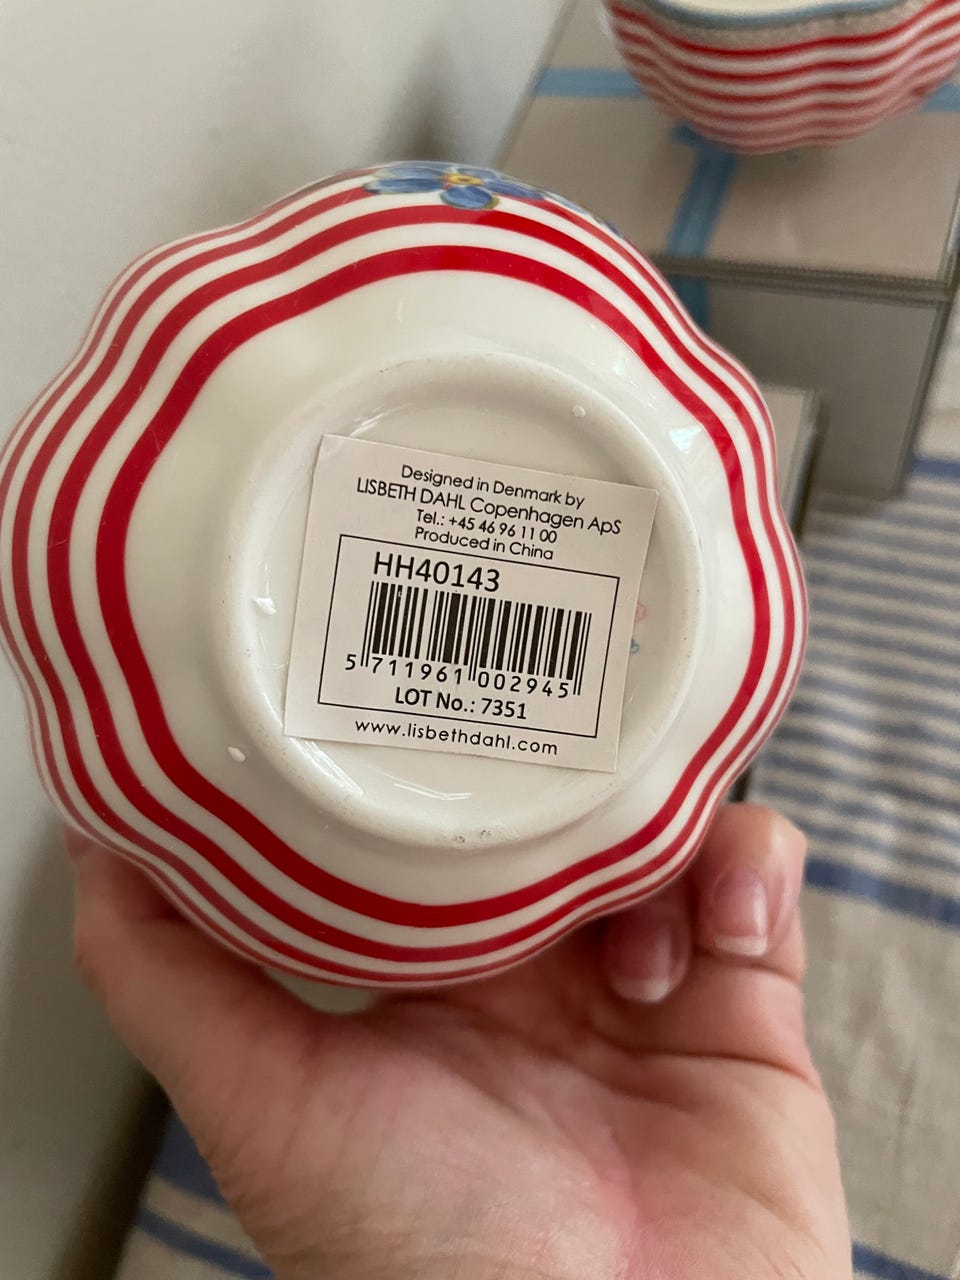 Designed in Denmark by
LISBETH DAHL Copenhagen ApS
Tel.: +45 46 96 11 00
Produced in China
HH40143
5 711961 002945
LOT No.: 7351
www.lisbethdahl.com